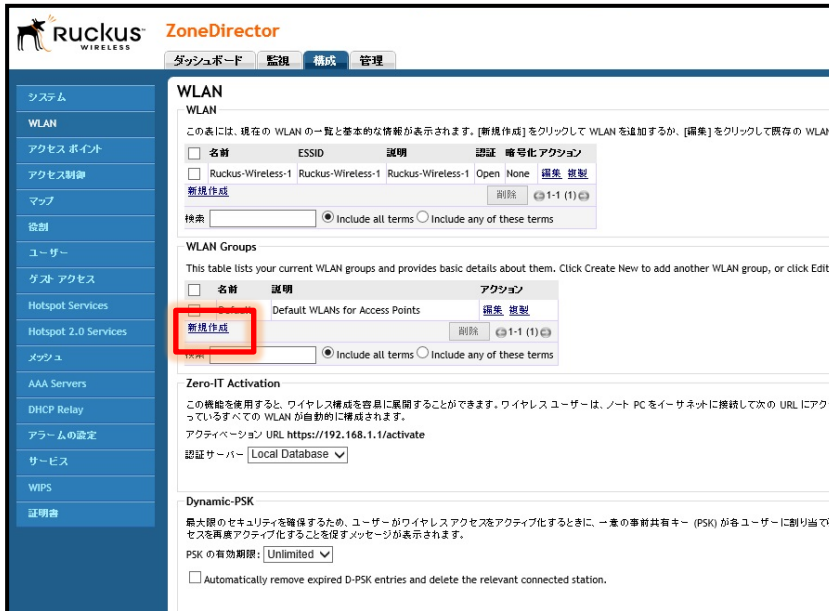 RUCKUS
WIRELESS
ZoneDirector
ダッシュボード 監視 構成 管理
システム
WLAN
アクセス ポイント
アクセス制御
マップ
役割
ユーザー
ゲスト アクセス
Hotspot Services
Hotspot 2.0 Services
メッシュ
AAA Servers
DHCP Relay
アラームの設定
サービス
WIPS
証明書
WLAN
WLAN
この表には、現在の WLAN の一覧と基本的な情報が表示されます。[新規作成] をクリックして WLAN を追加するか、[編集] をクリックして既存の WLAN
名前 ESSID 説明 認証 暗号化 アクション
Ruckus-Wireless-1 Ruckus-Wireless-1 Ruckus-Wireless-1 Open None 編集 複製
新規作成 削除 1-1 (1)
検索 Include all terms Include any of these terms
WLAN Groups
This table lists your current WLAN groups and provides basic details about them. Click Create New to add another WLAN group, or click Edit
名前 説明 アクション
Default Default WLANs for Access Points 編集 複製
新規作成 削除 1-1 (1)
検索 Include all terms Include any of these terms
Zero-IT Activation
この機能を使用すると、ワイヤレス構成を容易に展開することができます。ワイヤレス ユーザーは、ノート PC をイーサネットに接続して次の URL にアク
っているすべての WLAN が自動的に構成されます。
アクティベーション URL https://192.168.1.1/activate
認証サーバー Local Database
Dynamic-PSK
最大限のセキュリティを確保するため、ユーザーがワイヤレス アクセスをアクティブ化するときに、一意の事前共有キー (PSK) が各ユーザーに割り当て
セスを再度アクティブ化することを促すメッセージが表示されます。
PSK の有効期限: Unlimited
Automatically remove expired D-PSK entries and delete the relevant connected station.